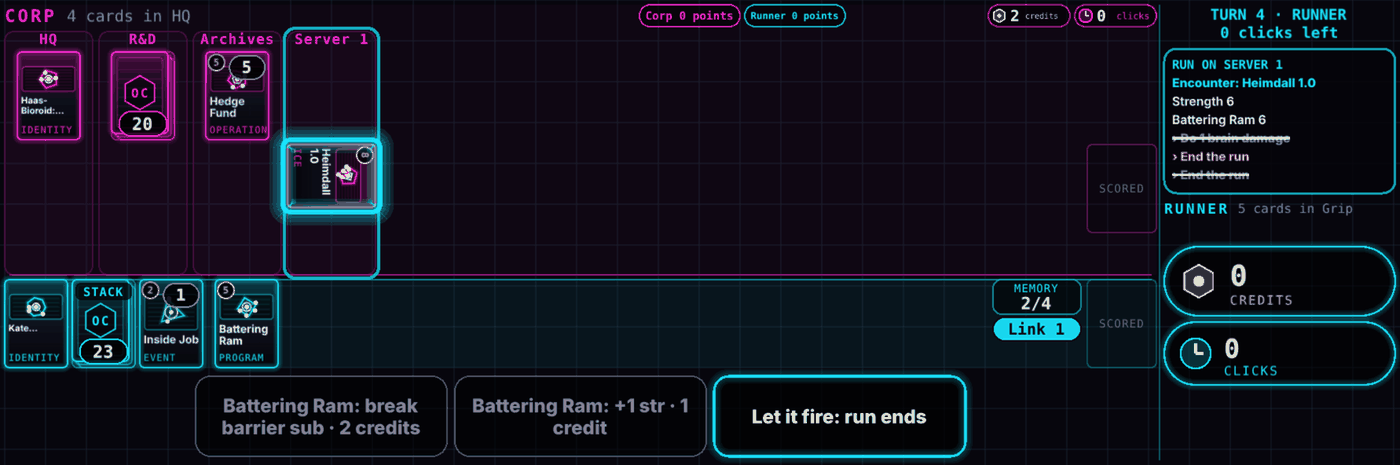 CORP 4 cards in HQ
Corp 0 points
Runner 0 points
2 credits
0 clicks
HQ
R&D
Archives
Server 1
Haas-
Bioroid:...
IDENTITY
OC
20
5
5
Hedge
Fund
OPERATION
8
Heimdall
1.0
ICE
SCORED
TURN 4 · RUNNER
0 clicks left
RUN ON SERVER 1
Encounter: Heimdall 1.0
Strength 6
Battering Ram 6
› Do 1 brain damage
› End the run
› End the run
RUNNER 5 cards in Grip
0
CREDITS
0
CLICKS
Kate...
IDENTITY
STACK
OC
23
2
1
Inside Job
EVENT
5
Battering
Ram
PROGRAM
MEMORY
2/4
Link 1
SCORED
Battering Ram: break
barrier sub · 2 credits
Battering Ram: +1 str · 1
credit
Let it fire: run ends